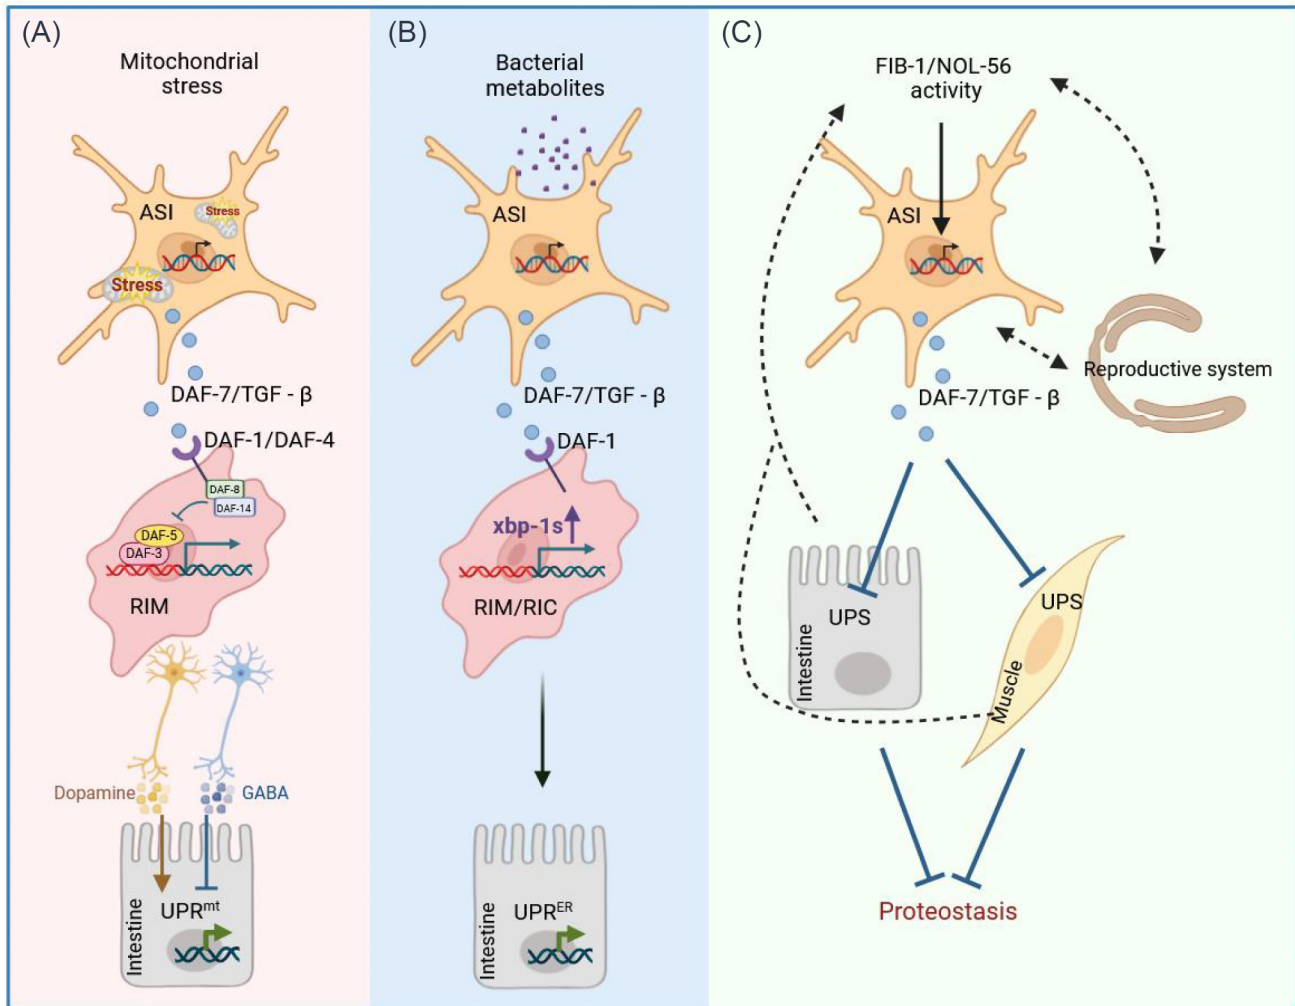 (A)
Mitochondrial
stress
ASI
Stress
Stress
DAF-7/TGF - β
DAF-1/DAF-4
DAF-8
DAF-14
DAF-5
DAF-3
RIM
Dopamine
GABA
UPRmt
Intestine
(B)
Bacterial
metabolites
ASI
DAF-7/TGF - β
DAF-1
xbp-1s
RIM/RIC
UPRER
Intestine
(C)
FIB-1/NOL-56
activity
ASI
Reproductive system
DAF-7/TGF - β
UPS
Intestine
UPS
Muscle
Proteostasis